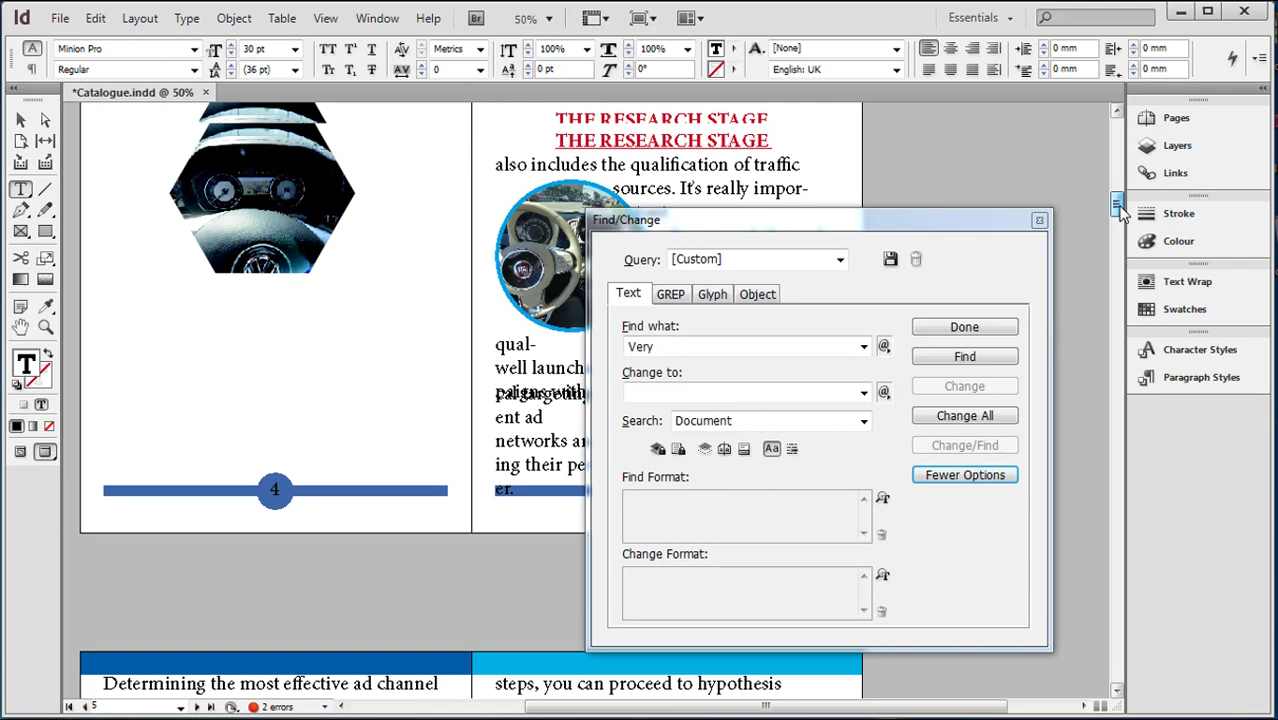 Id File Edit Layout Type Object Table View Window Help Br 50% Essentials
A Minion Pro 30 pt Metrics 100% 100% T A. [None] 0 mm 0 mm
¶ Regular (36 pt) 0 0 pt 0° English: UK 0 mm 0 mm
*Catalogue.indd @ 50% ×
Pages
Layers
Links
Stroke
Colour
Text Wrap
Swatches
Character Styles
Paragraph Styles
THE RESEARCH STAGE
THE RESEARCH STAGE
also includes the qualification of traffic
sources. It's really impor-
qual-
well launch
ent ad
networks a
ing their pe
er.
4
Find/Change
Query: [Custom]
Text GREP Glyph Object
Find what:
Very
Change to:
Search: Document
Aa
Find Format:
Change Format:
Done
Find
Change
Change All
Change/Find
Fewer Options
Determining the most effective ad channel
steps, you can proceed to hypothesis
5
2 errors